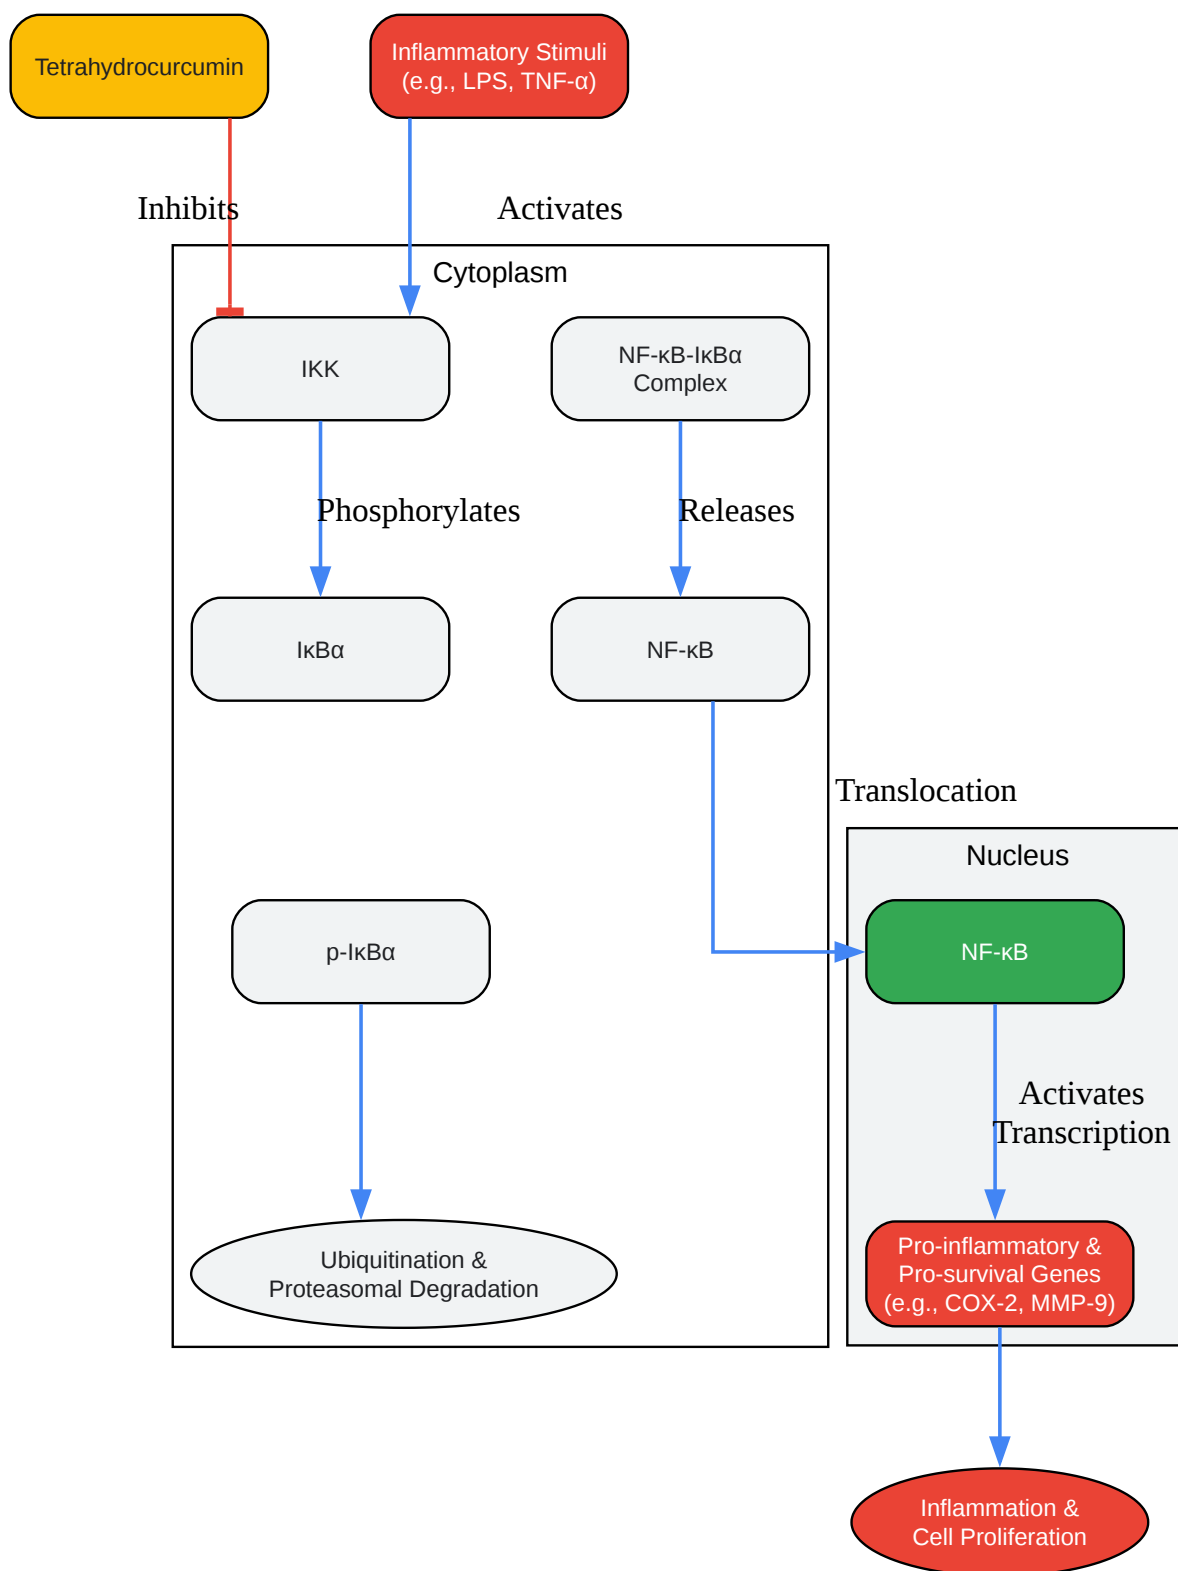 Tetrahydrocurcumin
Inflammatory Stimuli
(e.g., LPS, TNF-α)
Inhibits
Activates
Cytoplasm
IKK
NF-κB-IκBα
Complex
Phosphorylates
Releases
IκBα
NF-κB
Translocation
Nucleus
p-IκBα
NF-κB
Activates
Transcription
Ubiquitination &
Proteasomal Degradation
Pro-inflammatory &
Pro-survival Genes
(e.g., COX-2, MMP-9)
Inflammation &
Cell Proliferation